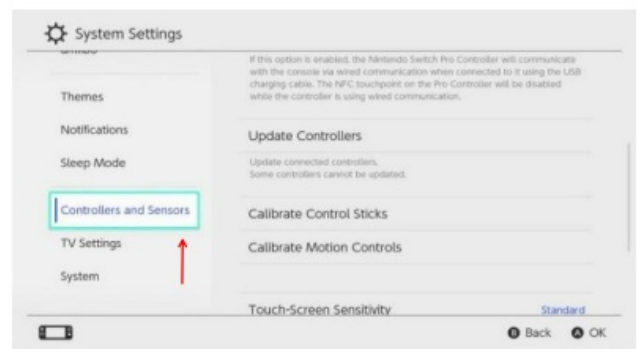 System Settings
amiibo
Themes
Notifications
Sleep Mode
Controllers and Sensors
TV Settings
System
If this option is enabled, the Nintendo Switch Pro Controller will communicate
with the console via wired communication when connected to it using the USB
charging cable. The NFC touchpoint on the Pro Controller will be disabled
while the controller is using wired communication.
Update Controllers
Update connected controllers.
Some controllers cannot be updated.
Calibrate Control Sticks
Calibrate Motion Controls
Touch-Screen Sensitivity Standard
B Back A OK